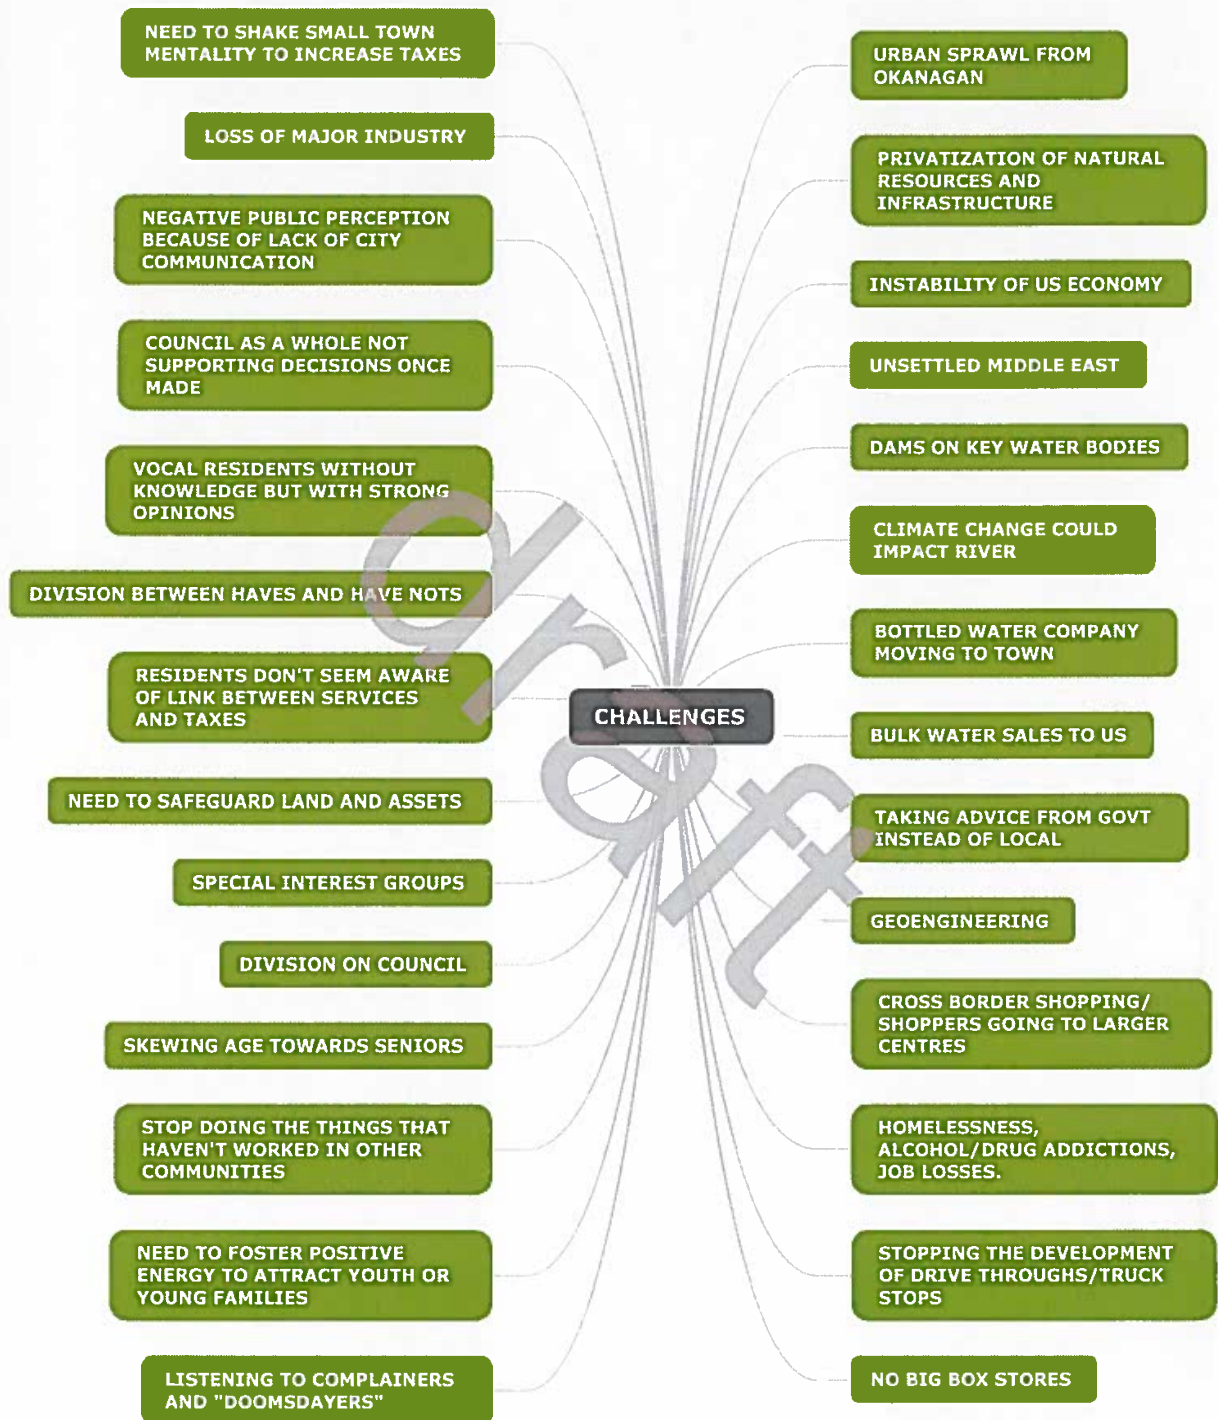 NEED TO SHAKE SMALL TOWN
MENTALITY TO INCREASE TAXES
LOSS OF MAJOR INDUSTRY
NEGATIVE PUBLIC PERCEPTION
BECAUSE OF LACK OF CITY
COMMUNICATION
COUNCIL AS A WHOLE NOT
SUPPORTING DECISIONS ONCE
MADE
VOCAL RESIDENTS WITHOUT
KNOWLEDGE BUT WITH STRONG
OPINIONS
DIVISION BETWEEN HAVES AND HAVE NOTS
RESIDENTS DON'T SEEM AWARE
OF LINK BETWEEN SERVICES
AND TAXES
NEED TO SAFEGUARD LAND AND ASSETS
SPECIAL INTEREST GROUPS
DIVISION ON COUNCIL
SKEWING AGE TOWARDS SENIORS
STOP DOING THE THINGS THAT
HAVEN'T WORKED IN OTHER
COMMUNITIES
NEED TO FOSTER POSITIVE
ENERGY TO ATTRACT YOUTH OR
YOUNG FAMILIES
LISTENING TO COMPLAINERS
AND "DOOMSDAYERS"
CHALLENGES
draft
URBAN SPRAWL FROM
OKANAGAN
PRIVATIZATION OF NATURAL
RESOURCES AND
INFRASTRUCTURE
INSTABILITY OF US ECONOMY
UNSETTLED MIDDLE EAST
DAMS ON KEY WATER BODIES
CLIMATE CHANGE COULD
IMPACT RIVER
BOTTLED WATER COMPANY
MOVING TO TOWN
BULK WATER SALES TO US
TAKING ADVICE FROM GOVT
INSTEAD OF LOCAL
GEOENGINEERING
CROSS BORDER SHOPPING/
SHOPPERS GOING TO LARGER
CENTRES
HOMELESSNESS,
ALCOHOL/DRUG ADDICTIONS,
JOB LOSSES.
STOPPING THE DEVELOPMENT
OF DRIVE THROUGHS/TRUCK
STOPS
NO BIG BOX STORES